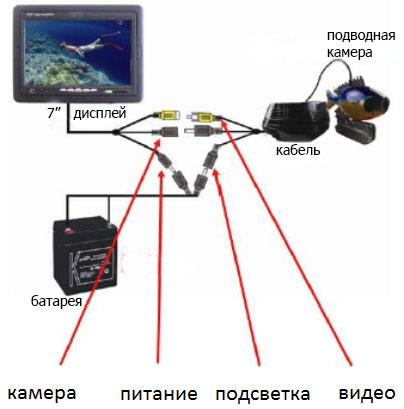 подводная
камера
7” дисплей
кабель
батарея
камера питание подсветка видео